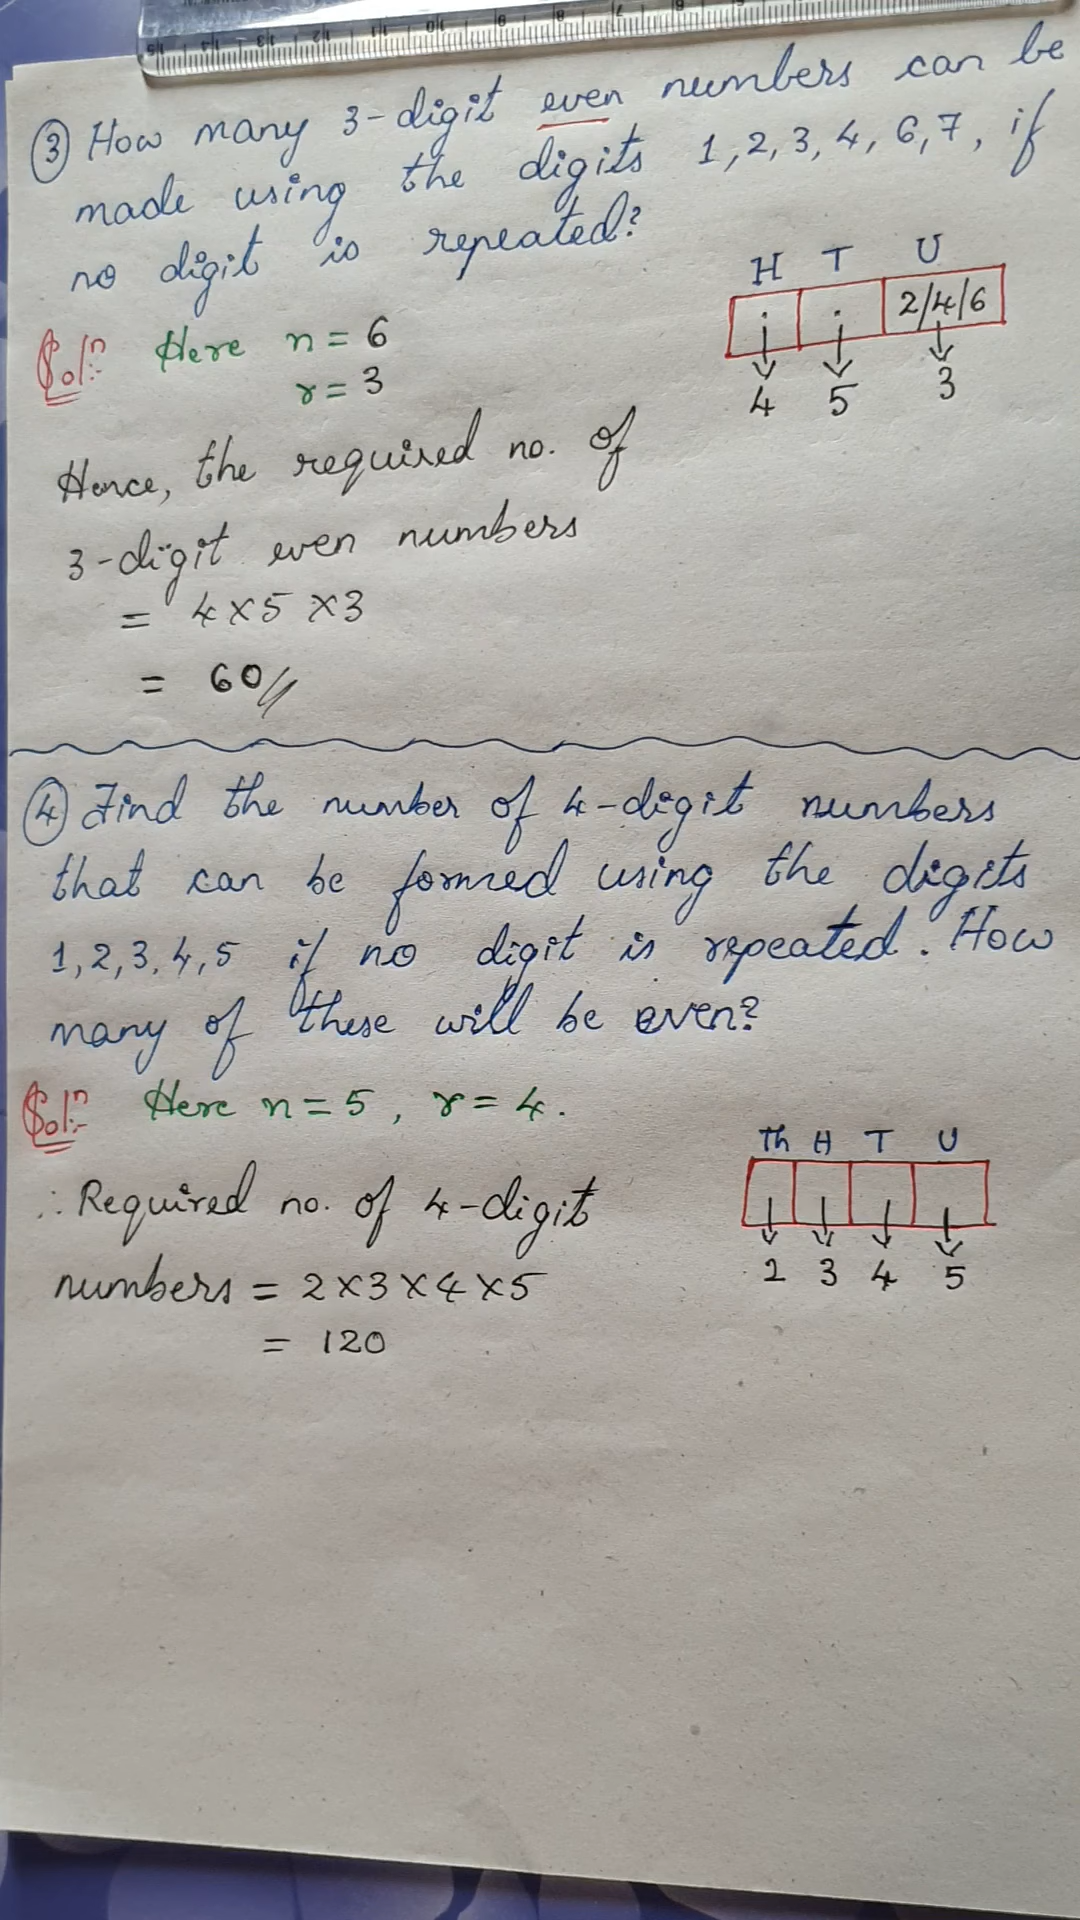 ③ How many 3-digit even numbers can be
made using the digits 1,2,3,4,6,7, if
no digit is repeated?
H T U
2/4/6
4 5 3
Solⁿ:- Here n = 6
r = 3
Hence, the required no. of
3-digit even numbers
= 4×5×3
= 60//
④ Find the number of 4-digit numbers
that can be formed using the digits
1,2,3,4,5 if no digit is repeated. How
many of these will be even?
Solⁿ:- Here n=5, r=4.
Th H T U
2 3 4 5
∴ Required no. of 4-digit
numbers = 2×3×4×5
= 120